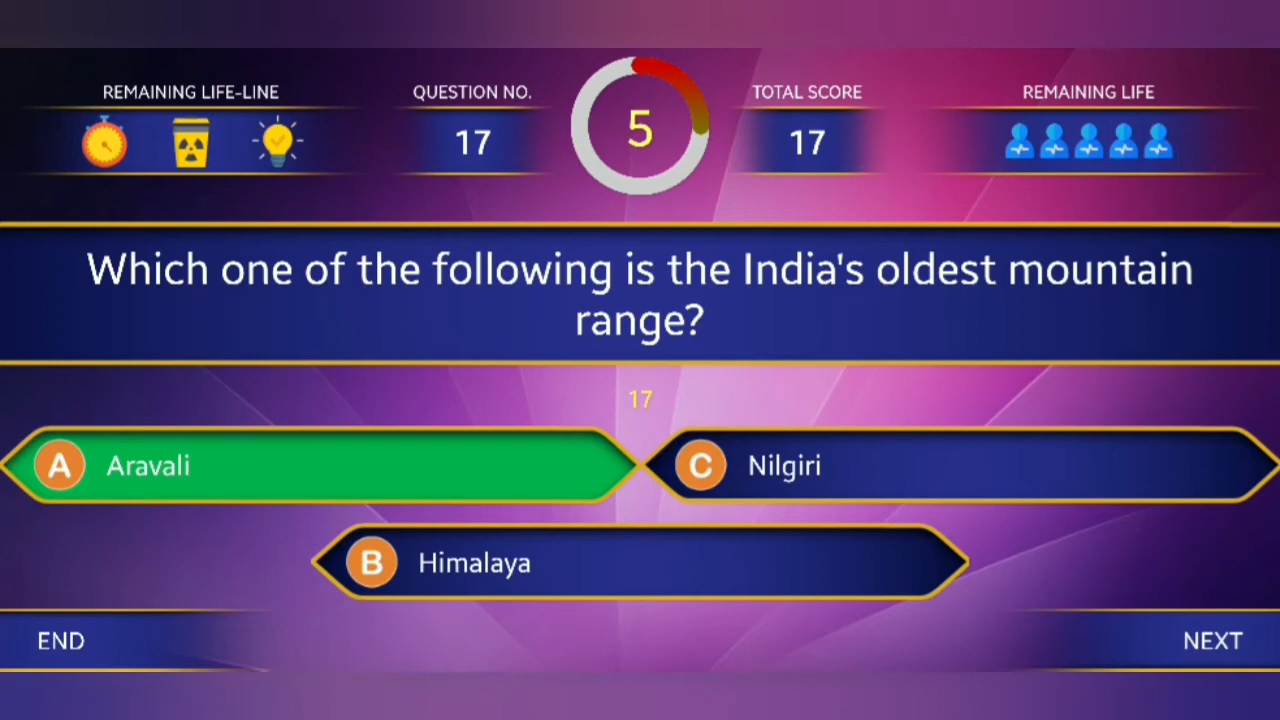 REMAINING LIFE-LINE
QUESTION NO.
17
5
TOTAL SCORE
17
REMAINING LIFE
Which one of the following is the India's oldest mountain
range?
17
A Aravali
C Nilgiri
B Himalaya
END
NEXT